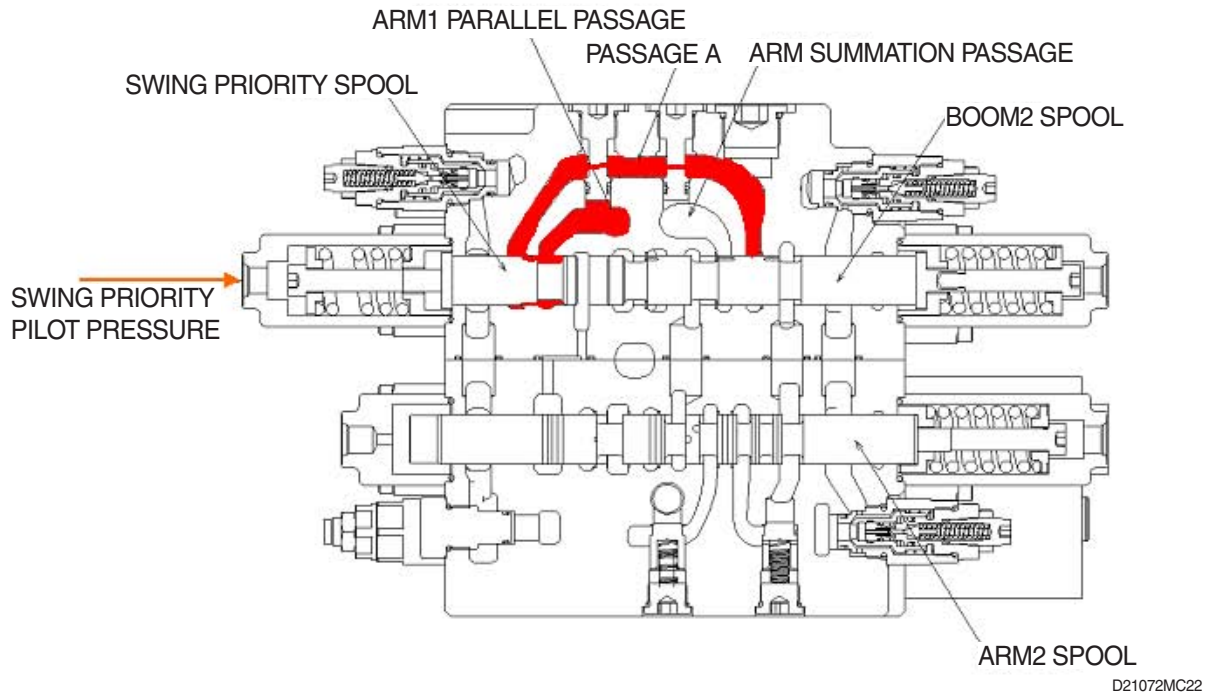 ARM1 PARALLEL PASSAGE
PASSAGE A
ARM SUMMATION PASSAGE
SWING PRIORITY SPOOL
BOOM2 SPOOL
SWING PRIORITY
PILOT PRESSURE
ARM2 SPOOL
D21072MC22